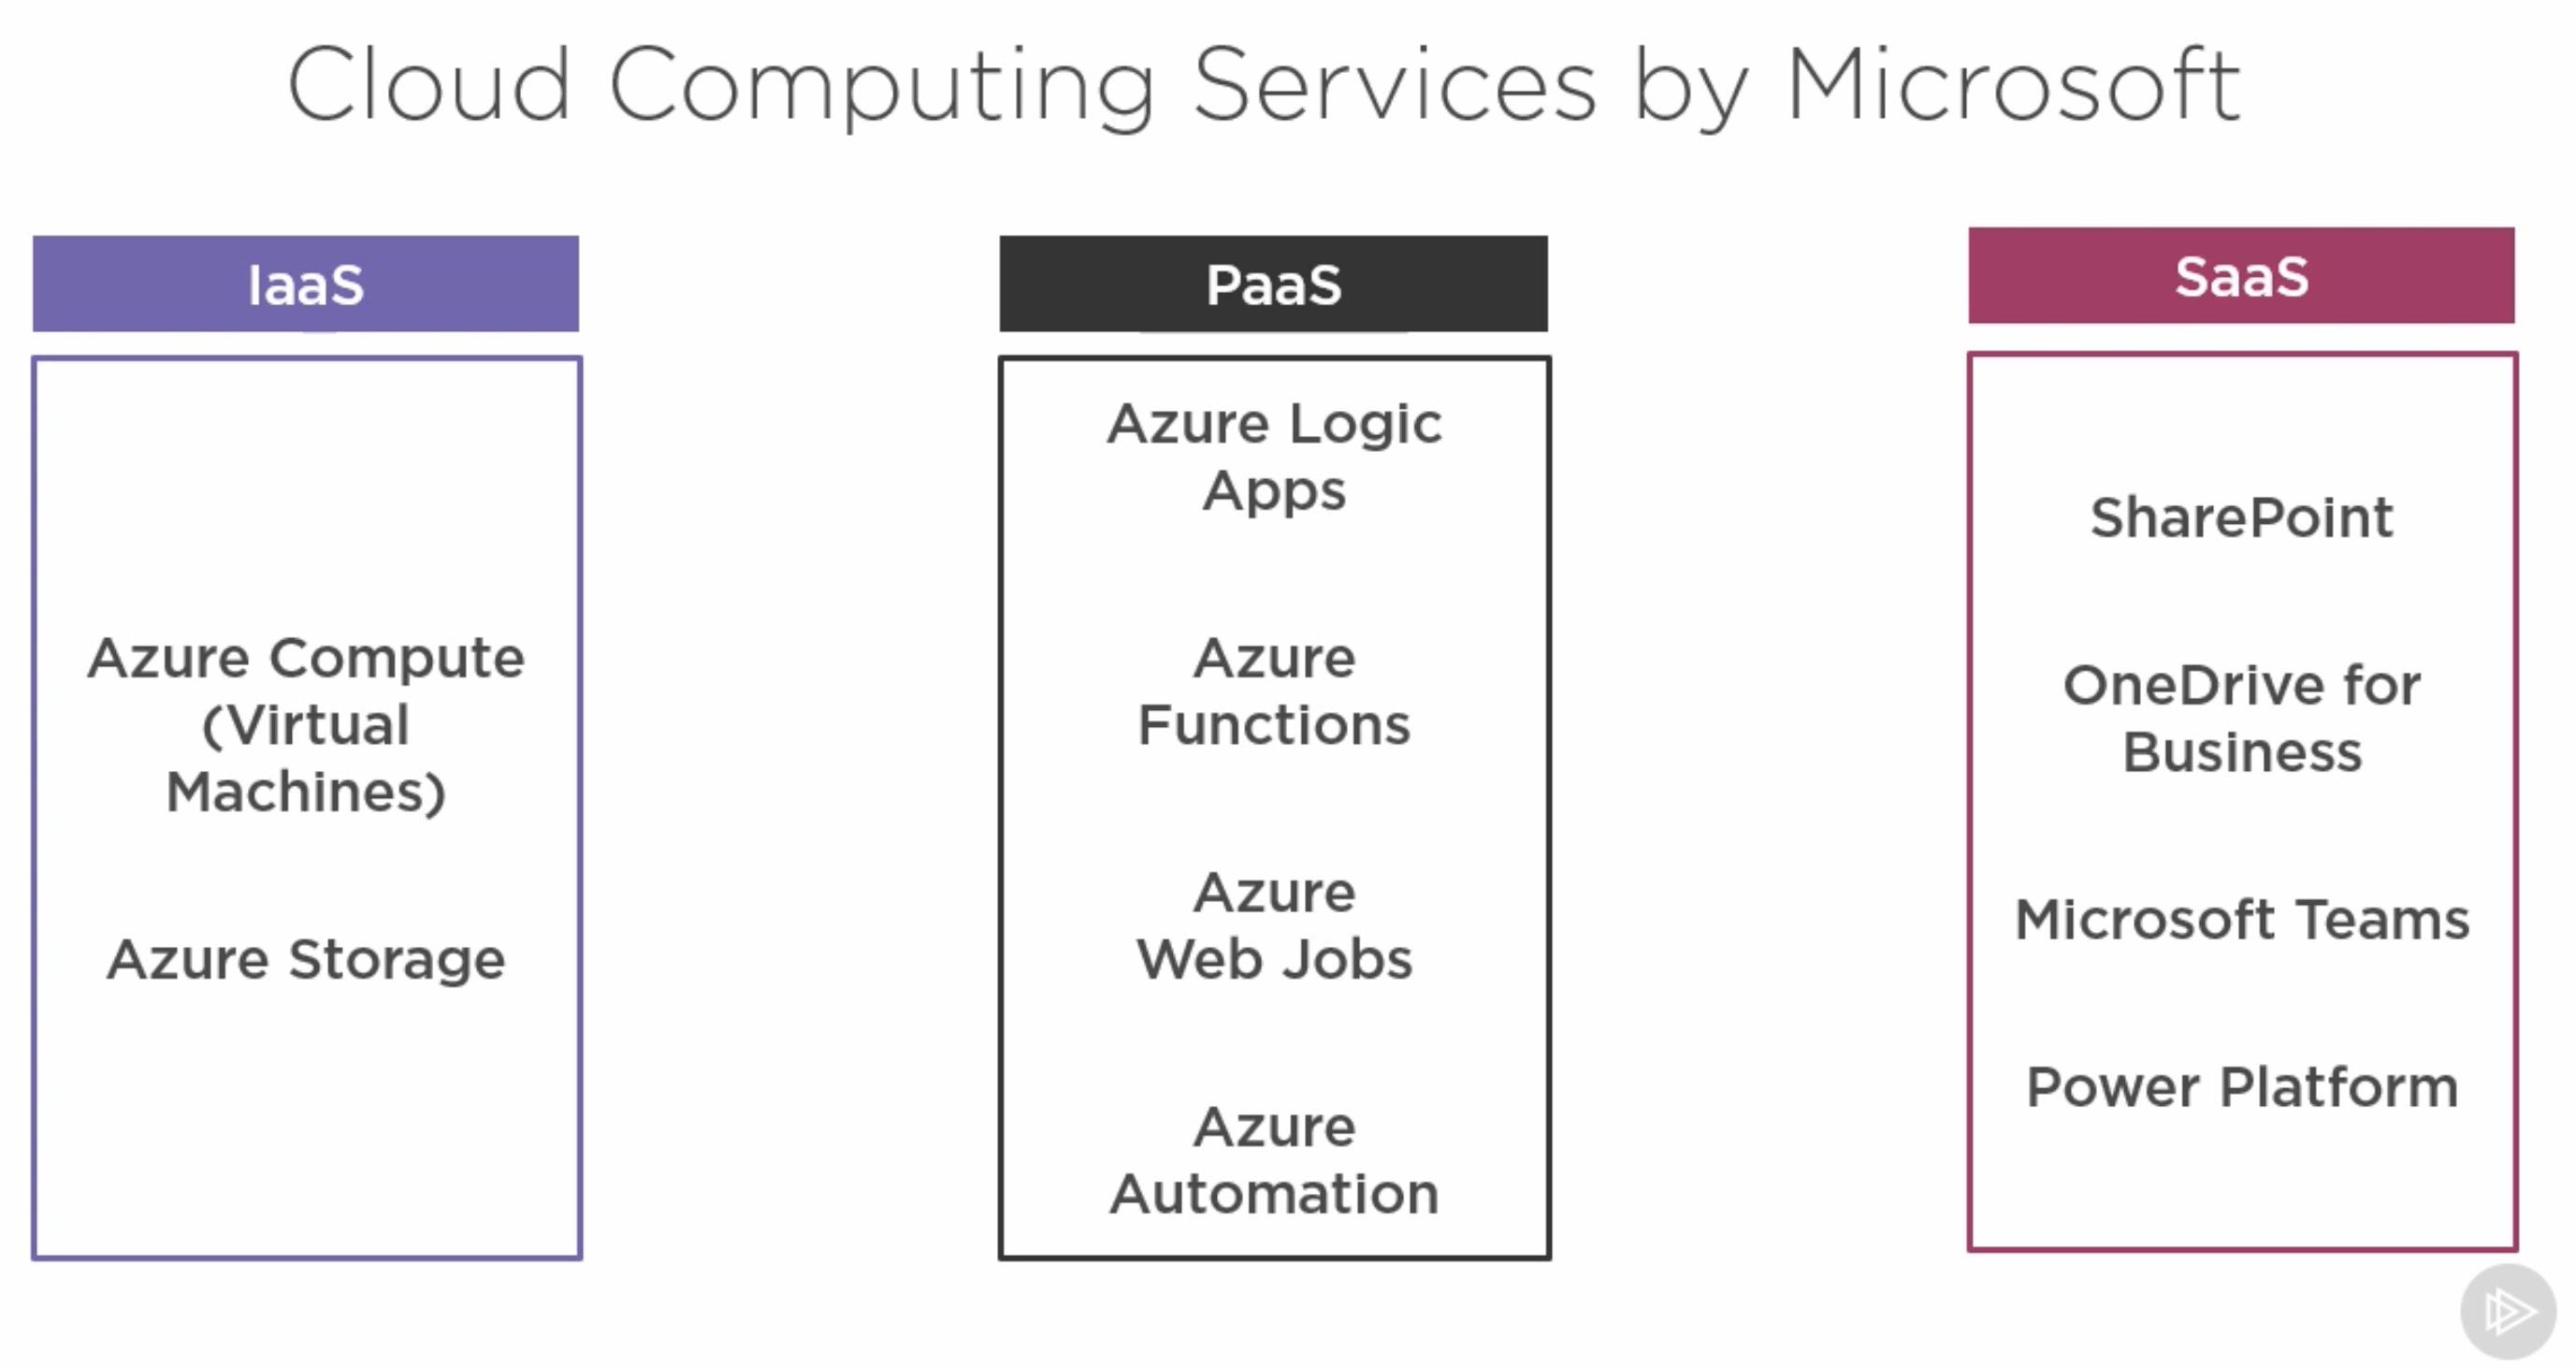 Cloud Computing Services by Microsoft
IaaS
Azure Compute
(Virtual
Machines)
Azure Storage
PaaS
Azure Logic
Apps
Azure
Functions
Azure
Web Jobs
Azure
Automation
SaaS
SharePoint
OneDrive for
Business
Microsoft Teams
Power Platform